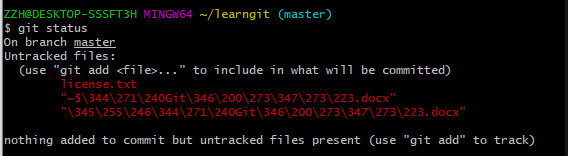 ZZH@DESKTOP-SSSFT3H MINGW64 ~/learngit (master)
$ git status
On branch master
Untracked files:
  (use "git add <file>..." to include in what will be committed)
        license.txt
        "~$\344\271\240Git\346\200\273\347\273\223.docx"
        "\345\255\246\344\271\240Git\346\200\273\347\273\223.docx"
nothing added to commit but untracked files present (use "git add" to track)